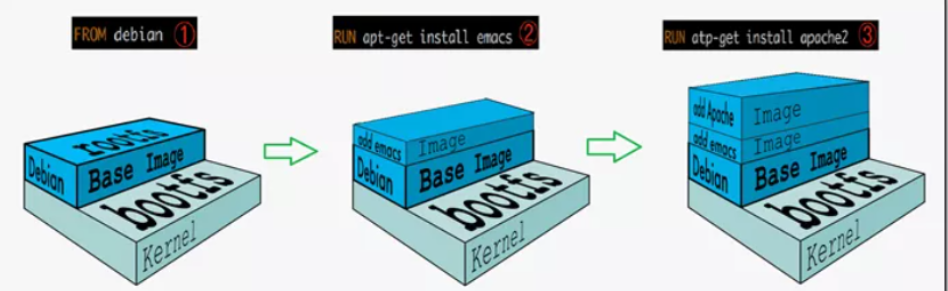 FROM debian ①
RUN apt-get install emacs ②
RUN atp-get install apache2 ③
rootfs
Debian
Base Image
bootfs
Kernel
add emacs
Image
Debian
Base Image
bootfs
Kernel
add Apache
Image
add emacs
Image
Debian
Base Image
bootfs
Kernel